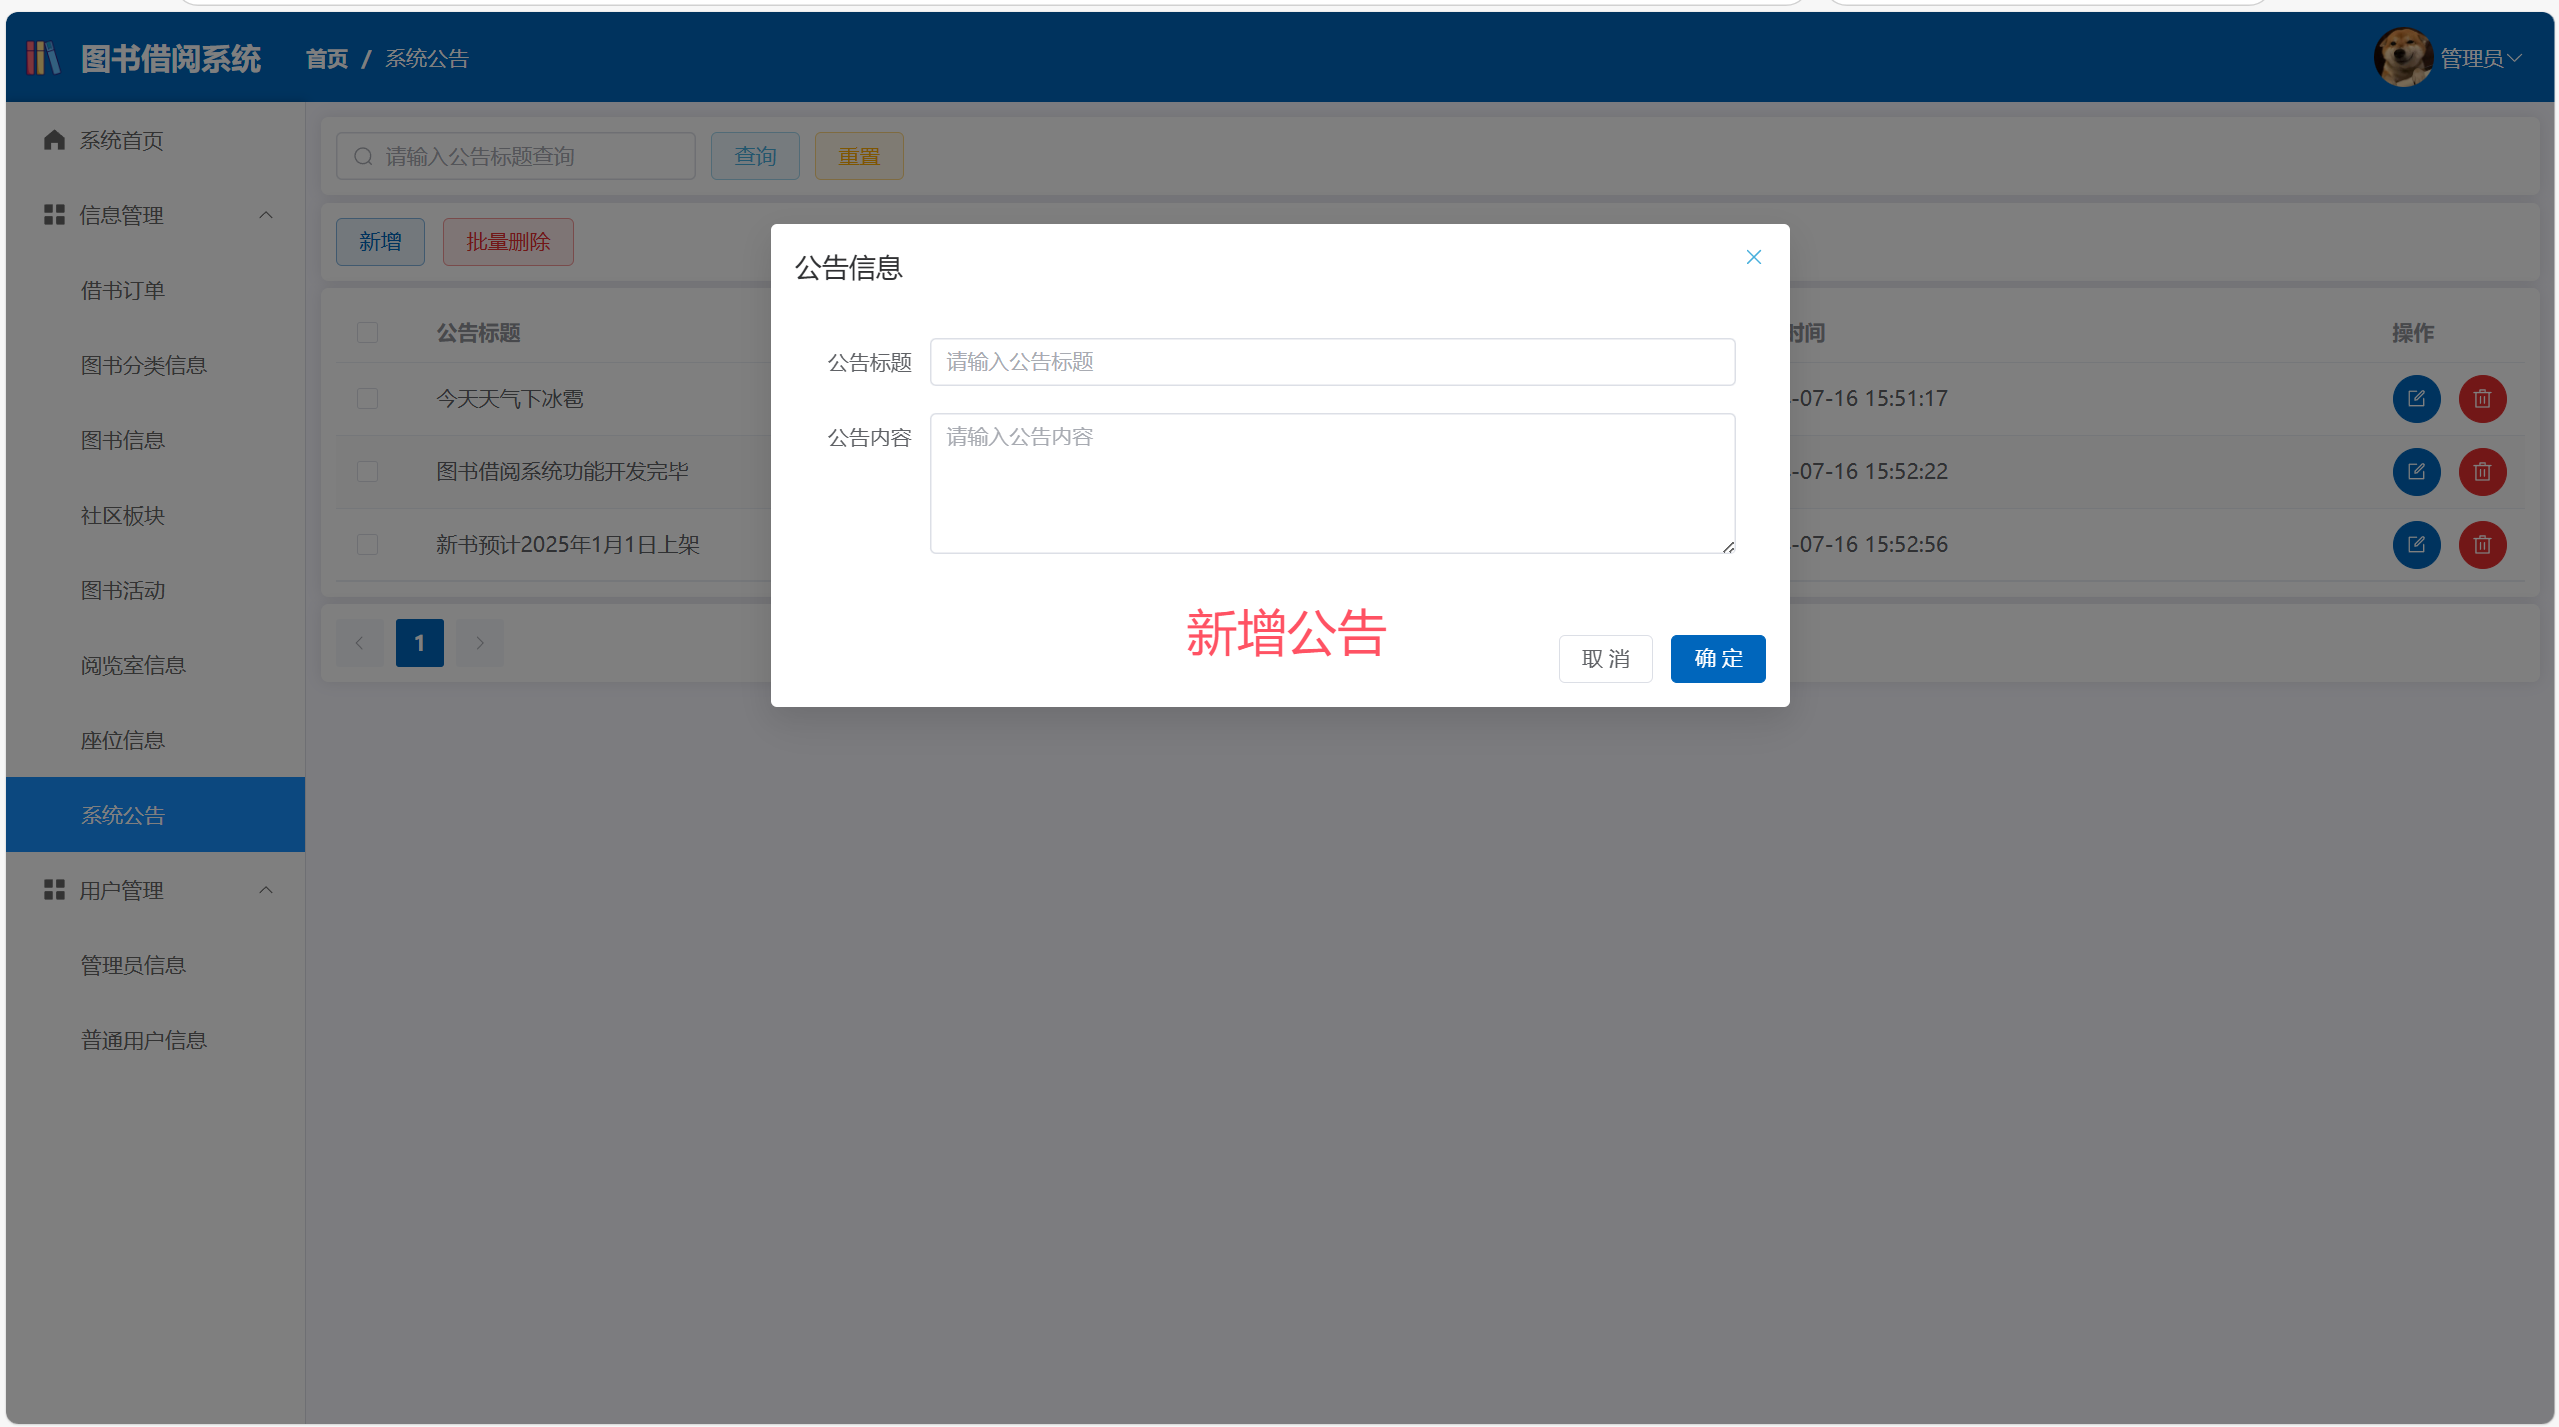 图书借阅系统
首页 / 系统公告
管理员
系统首页
信息管理
借书订单
图书分类信息
图书信息
社区板块
图书活动
阅览室信息
座位信息
系统公告
用户管理
管理员信息
普通用户信息
请输入公告标题查询
查询
重置
新增
批量删除
公告标题
时间
操作
今天天气下冰雹
-07-16 15:51:17
图书借阅系统功能开发完毕
-07-16 15:52:22
新书预计2025年1月1日上架
-07-16 15:52:56
1
公告信息
公告标题
请输入公告标题
公告内容
请输入公告内容
新增公告
取 消
确 定